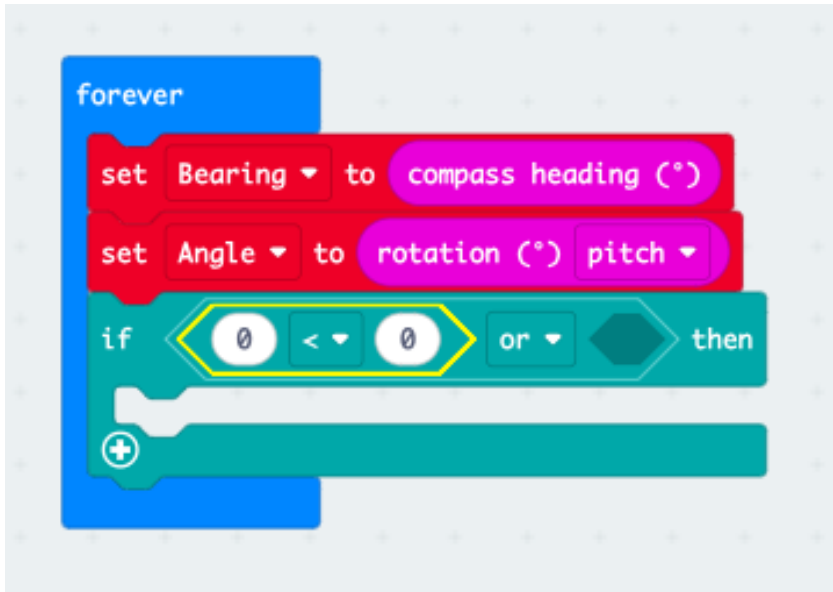 forever
set Bearing to compass heading (°)
set Angle to rotation (°) pitch
if 0 < 0 or then